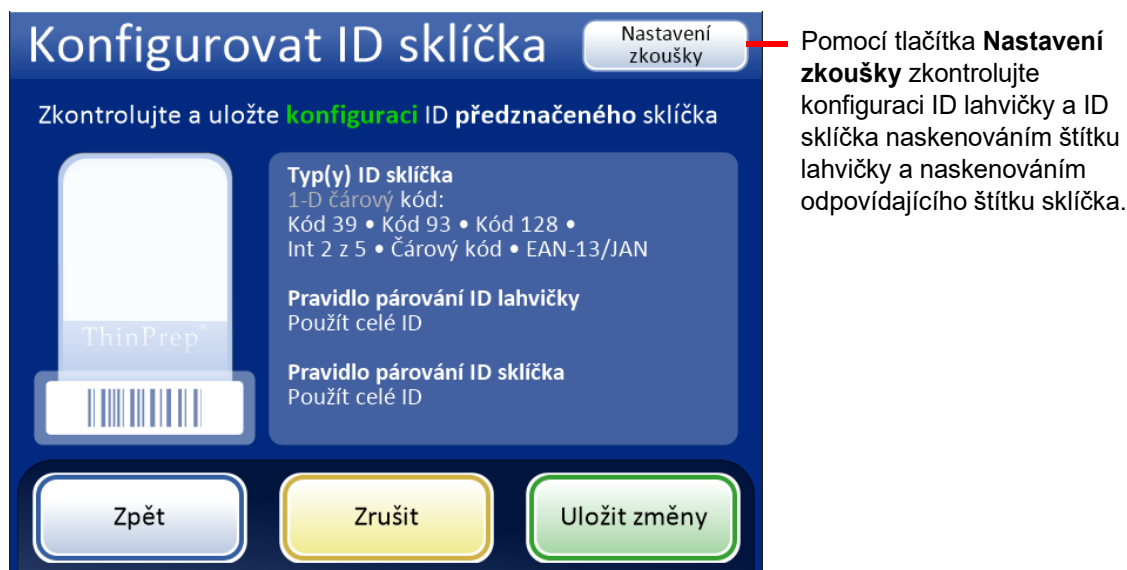 Konfigurovat ID sklíčka
Nastavení
zkoušky
Zkontrolujte a uložte konfiguraci ID předznačeného sklíčka
ThinPrep®
Typ(y) ID sklíčka
1-D čárový kód:
Kód 39 • Kód 93 • Kód 128 •
Int 2 z 5 • Čárový kód • EAN-13/JAN
Pravidlo párování ID lahvičky
Použít celé ID
Pravidlo párování ID sklíčka
Použít celé ID
Zpět
Zrušit
Uložit změny
Pomocí tlačítka Nastavení
zkoušky zkontrolujte
konfiguraci ID lahvičky a ID
sklíčka naskenováním štítku
lahvičky a naskenováním
odpovídajícího štítku sklíčka.